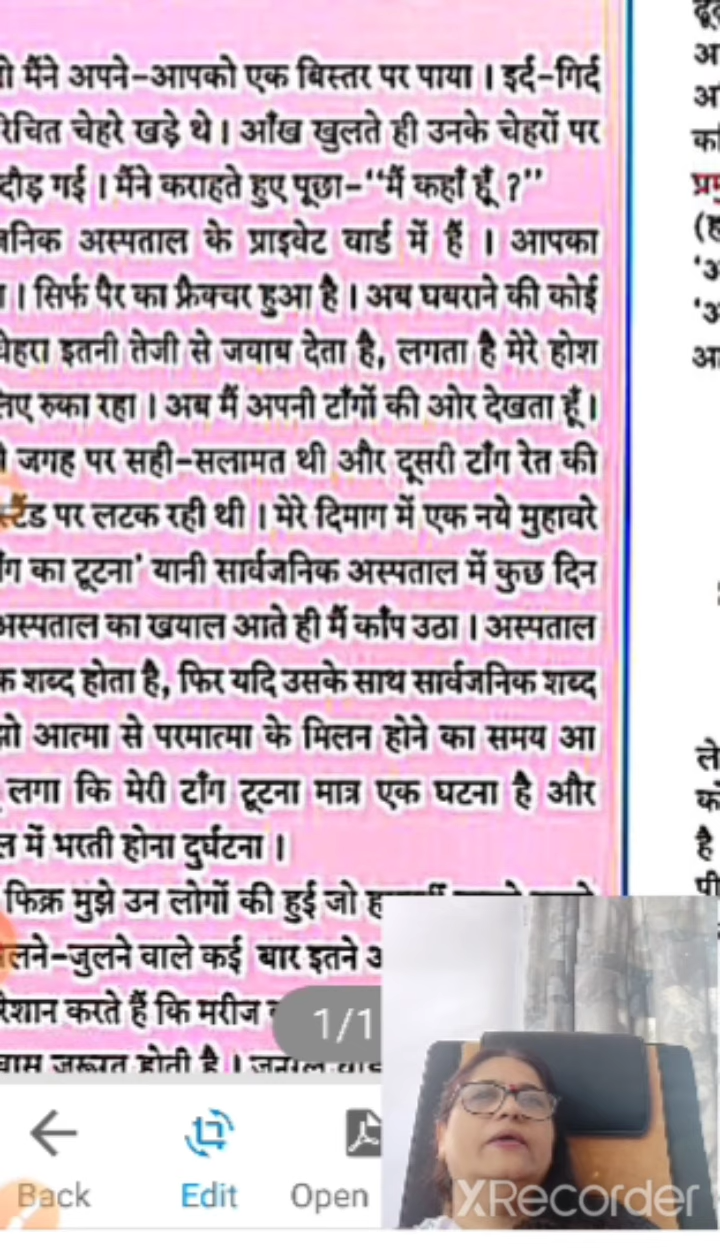 मैंने अपने-आपको एक बिस्तर पर पाया । इर्द-गिर्द
चेहरे खड़े थे । आँख खुलते ही उनके चेहरों पर
दौड़ गई । मैंने कराहते हुए पूछा-“मैं कहाँ हूँ ?”
अस्पताल के प्राइवेट वार्ड में हैं । आपका
। सिर्फ पैर का फ्रैक्चर हुआ है । अब घबराने की कोई
इतनी तेजी से जवाब देता है, लगता है मेरे होश
रुका रहा । अब मैं अपनी टाँगों की ओर देखता हूँ ।
जगह पर सही-सलामत थी और दूसरी टाँग रेत की
पर लटक रही थी । मेरे दिमाग में एक नये मुहावरे
का टूटना’ यानी सार्वजनिक अस्पताल में कुछ दिन
अस्पताल का खयाल आते ही मैं काँप उठा । अस्पताल
शब्द होता है, फिर यदि उसके साथ सार्वजनिक शब्द
आत्मा से परमात्मा के मिलन होने का समय आ
लगा कि मेरी टाँग टूटना मात्र एक घटना है और
में भरती होना दुर्घटना ।
फिक्र मुझे उन लोगों की हुई जो
-जुलने वाले कई बार इतने
करते हैं कि मरीज
जरूरत होती है ।
1/1
Back
Edit
Open
XRecorder